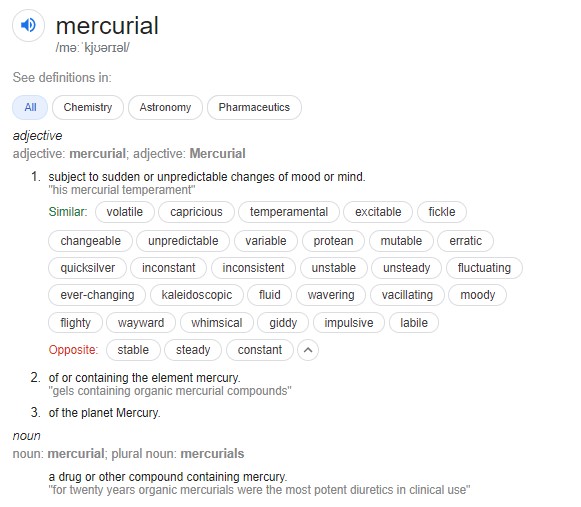 mercurial
/məːˈkjʊərɪəl/
See definitions in:
All Chemistry Astronomy Pharmaceutics
adjective
adjective: mercurial; adjective: Mercurial
1. subject to sudden or unpredictable changes of mood or mind.
"his mercurial temperament"
Similar: volatile capricious temperamental excitable fickle
changeable unpredictable variable protean mutable erratic
quicksilver inconstant inconsistent unstable unsteady fluctuating
ever-changing kaleidoscopic fluid wavering vacillating moody
flighty wayward whimsical giddy impulsive labile
Opposite: stable steady constant
2. of or containing the element mercury.
"gels containing organic mercurial compounds"
3. of the planet Mercury.
noun
noun: mercurial; plural noun: mercurials
a drug or other compound containing mercury.
"for twenty years organic mercurials were the most potent diuretics in clinical use"